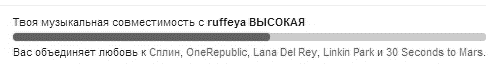 Твоя музыкальная совместимость с ruffeya ВЫСОКАЯ
Вас объединяет любовь к Сплин, OneRepublic, Lana Del Rey, Linkin Park и 30 Seconds to Mars.